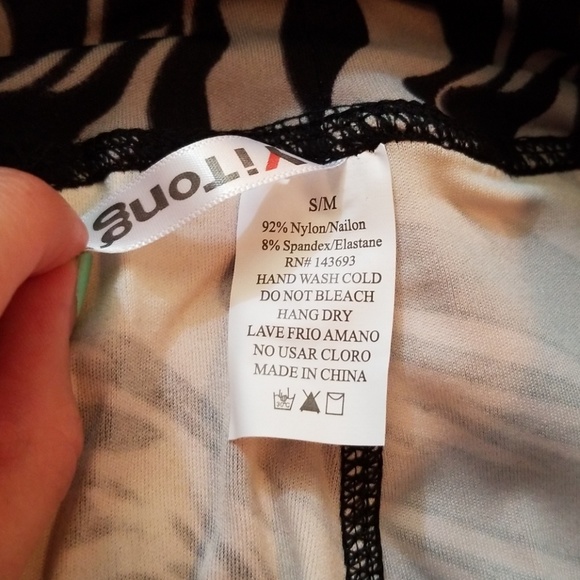 ViTong
S/M
92% Nylon/Nailon
8% Spandex/Elastane
RN# 143693
HAND WASH COLD
DO NOT BLEACH
HANG DRY
LAVE FRIO AMANO
NO USAR CLORO
MADE IN CHINA